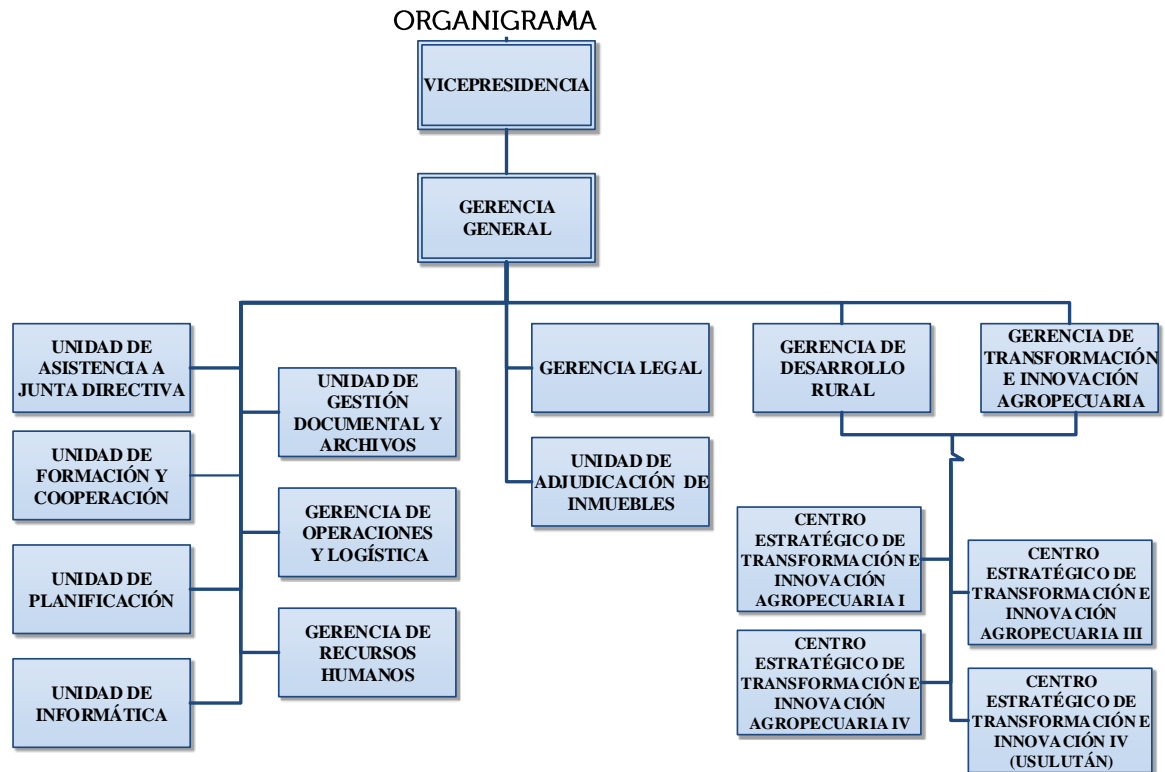 ORGANIGRAMA
VICEPRESIDENCIA
GERENCIA
GENERAL
UNIDAD DE
ASISTENCIA A
JUNTA DIRECTIVA
UNIDAD DE
FORMACIÓN Y
COOPERACIÓN
UNIDAD DE
PLANIFICACIÓN
UNIDAD DE
INFORMÁTICA
UNIDAD DE
GESTIÓN
DOCUMENTAL Y
ARCHIVOS
GERENCIA DE
OPERACIONES
Y LOGÍSTICA
GERENCIA DE
RECURSOS
HUMANOS
GERENCIA LEGAL
UNIDAD DE
ADJUDICACIÓN DE
INMUEBLES
GERENCIA DE
DESARROLLO
RURAL
GERENCIA DE
TRANSFORMACIÓN
E INNOVACIÓN
AGROPECUARIA
CENTRO
ESTRATÉGICO DE
TRANSFORMACIÓN E
INNOVACIÓN
AGROPECUARIA I
CENTRO
ESTRATÉGICO DE
TRANSFORMACIÓN E
INNOVACIÓN
AGROPECUARIA IV
CENTRO
ESTRATÉGICO DE
TRANSFORMACIÓN E
INNOVACIÓN
AGROPECUARIA III
CENTRO
ESTRATÉGICO DE
TRANSFORMACIÓN E
INNOVACIÓN IV
(USULUTÁN)